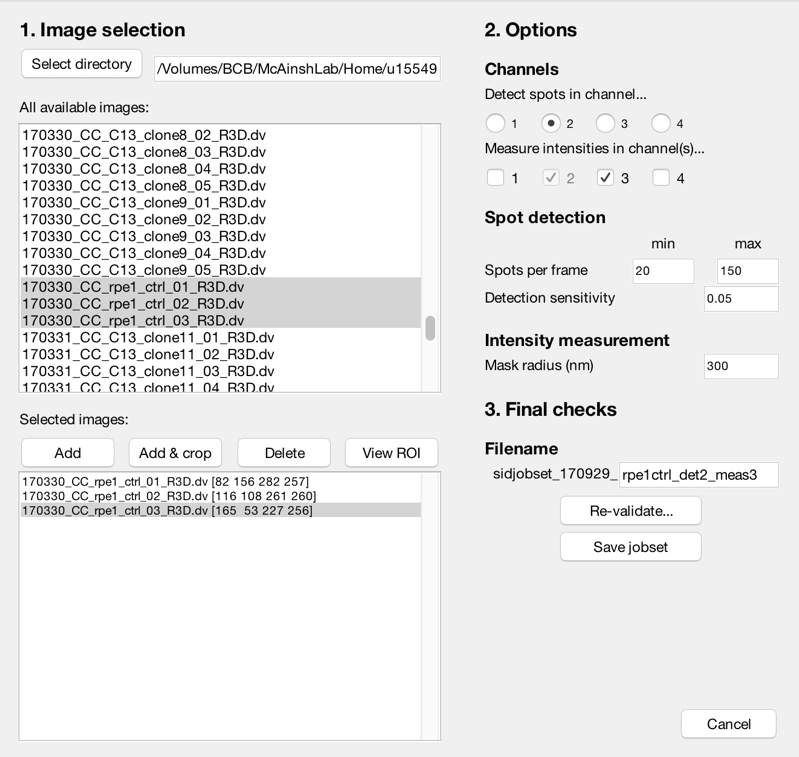 1. Image selection
Select directory
/Volumes/BCB/McAinshLab/Home/u15549
All available images:
170330_CC_C13_clone8_02_R3D.dv
170330_CC_C13_clone8_03_R3D.dv
170330_CC_C13_clone8_04_R3D.dv
170330_CC_C13_clone8_05_R3D.dv
170330_CC_C13_clone9_01_R3D.dv
170330_CC_C13_clone9_02_R3D.dv
170330_CC_C13_clone9_03_R3D.dv
170330_CC_C13_clone9_04_R3D.dv
170330_CC_C13_clone9_05_R3D.dv
170330_CC_rpe1_ctrl_01_R3D.dv
170330_CC_rpe1_ctrl_02_R3D.dv
170330_CC_rpe1_ctrl_03_R3D.dv
170331_CC_C13_clone11_01_R3D.dv
170331_CC_C13_clone11_02_R3D.dv
170331_CC_C13_clone11_03_R3D.dv
170331_CC_C13_clone11_04_R3D.dv
Selected images:
Add Add & crop Delete View ROI
170330_CC_rpe1_ctrl_01_R3D.dv [82 156 282 257]
170330_CC_rpe1_ctrl_02_R3D.dv [116 108 261 260]
170330_CC_rpe1_ctrl_03_R3D.dv [165 53 227 256]
2. Options
Channels
Detect spots in channel...
1 2 3 4
Measure intensities in channel(s)...
1 2 3 4
Spot detection
min max
Spots per frame 20 150
Detection sensitivity 0.05
Intensity measurement
Mask radius (nm) 300
3. Final checks
Filename
sidjobset_170929_ rpe1ctrl_det2_meas3
Re-validate...
Save jobset
Cancel